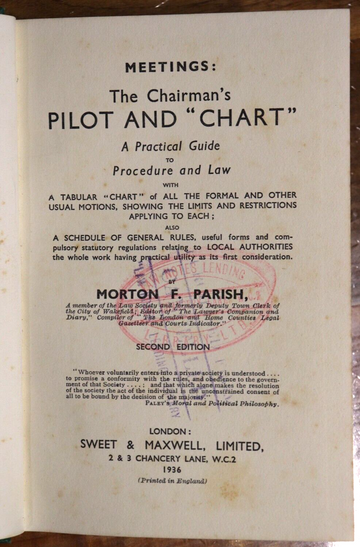 MEETINGS:
The Chairman's
PILOT AND "CHART"
A Practical Guide
TO
Procedure and Law
WITH
A TABULAR "CHART" of ALL THE FORMAL AND OTHER
USUAL MOTIONS, SHOWING THE LIMITS AND RESTRICTIONS
APPLYING TO EACH;
ALSO
A SCHEDULE OF GENERAL RULES, useful forms and com-
pulsory statutory regulations relating to LOCAL AUTHORITIES
the whole work having practical utility as its first consideration.
BY
MORTON F. PARISH,
A member of the Law Society and formerly Deputy Town Clerk of
the City of Wakefield; Editor of "The Lawyer's Companion and
Diary," Compiler of "The London and Home Counties Legal
Gazetteer and Courts Indicator."
SECOND EDITION
"Whoever voluntarily enters into a private society is understood ....
to promise a conformity with the rules, and obedience to the govern-
ment of that Society .....; and that which alone makes the resolution
of the society the act of the individual is the unconstrained consent
of all to be bound by the decision of the majority."
PALEY'S Moral and Political Philosophy.
LONDON:
SWEET & MAXWELL, LIMITED,
2 & 3 CHANCERY LANE, W.C.2
1936
(Printed in England)
LENDING